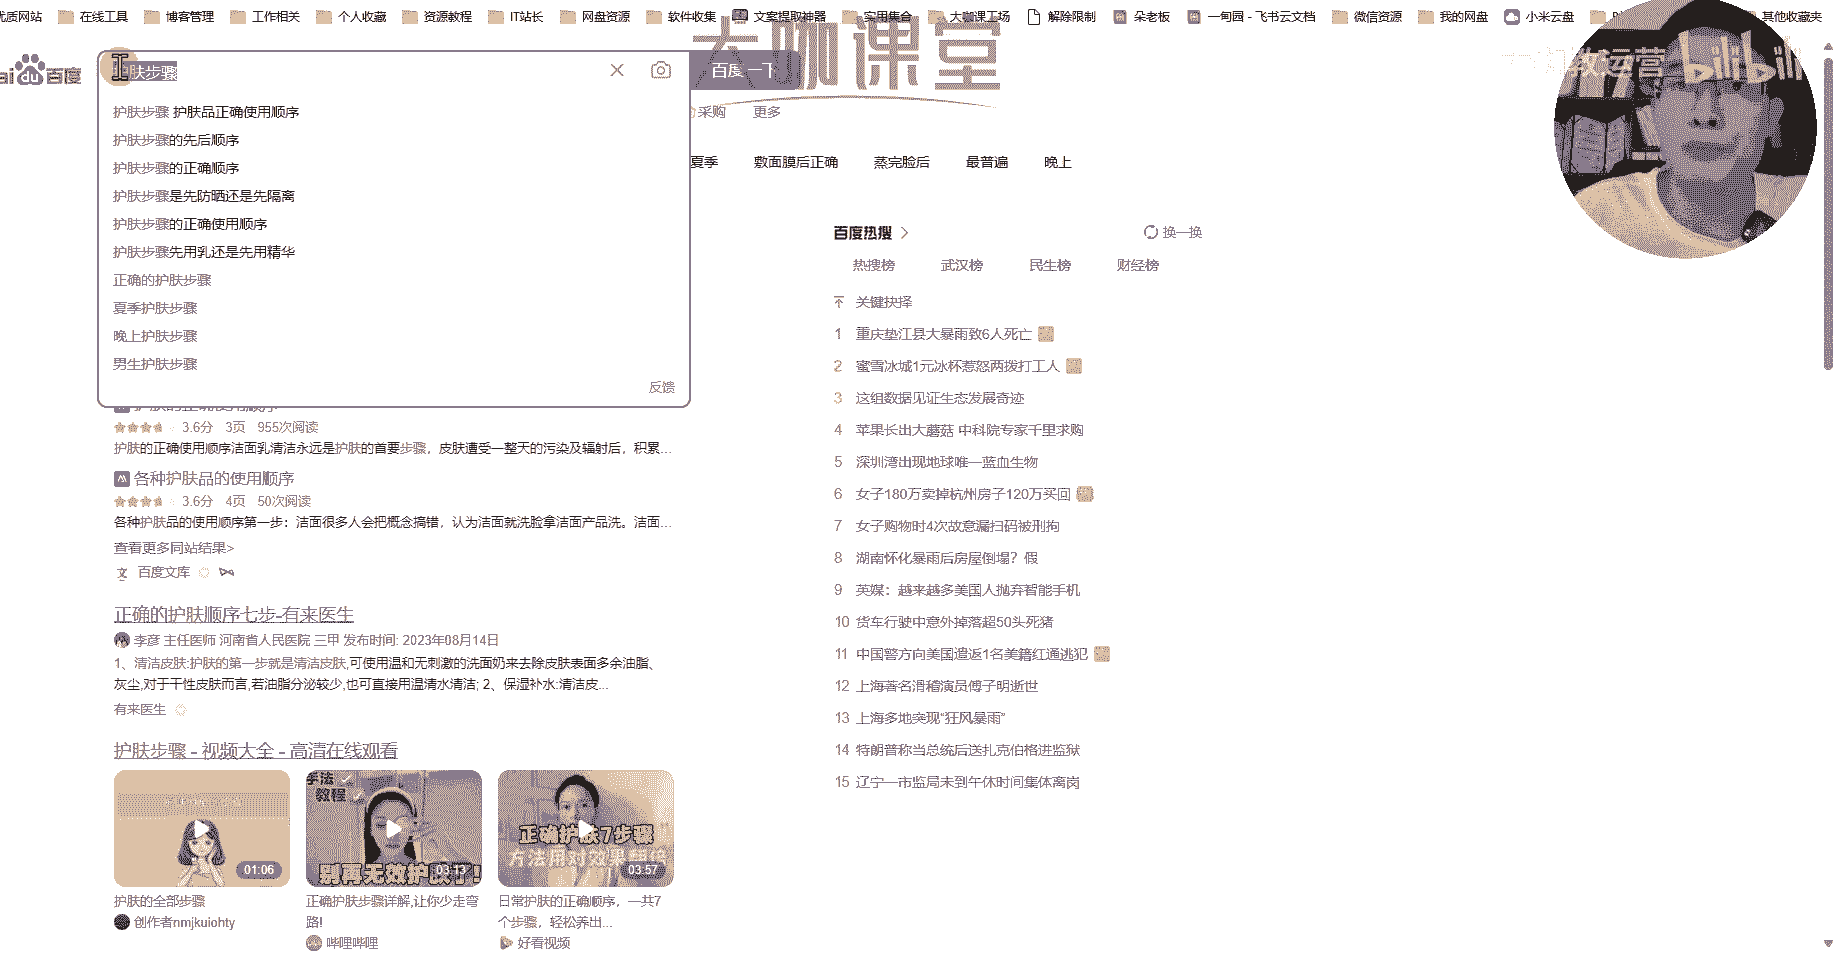 优质网站 在线工具 博客管理 工作相关 个人收藏 资源教程 IT站长 网盘资源 软件收集 文案提取神器 实用集合 大咖课工场 解除限制 朵老板 一甸园 - 飞书云文档 微信资源 我的网盘 小米云盘 其他收藏夹
大咖课堂
教运营 bilibili
Bai du 百度
护肤步骤
百度一下
采购 更多
护肤步骤 护肤品正确使用顺序
护肤步骤的先后顺序
护肤步骤的正确顺序
护肤步骤是先防晒还是先隔离
护肤步骤的正确使用顺序
护肤步骤先用乳还是先用精华
正确的护肤步骤
夏季护肤步骤
晚上护肤步骤
男生护肤步骤
反馈
夏季 敷面膜后正确 蒸完脸后 最普遍 晚上
护肤的正确使用顺序
3.6分 3页 955次阅读
护肤的正确使用顺序洁面乳清洁永远是护肤的首要步骤，皮肤遭受一整天的污染及辐射后，积累...
各种护肤品的使用顺序
3.6分 4页 50次阅读
各种护肤品的使用顺序第一步：洁面很多人会把概念搞错，认为洁面就洗脸拿洁面产品洗。洁面...
查看更多同站结果>
百度文库
正确的护肤顺序七步-有来医生
李彦 主任医师 河南省人民医院 三甲 发布时间: 2023年08月14日
1、清洁皮肤:护肤的第一步就是清洁皮肤,可使用温和无刺激的洗面奶来去除皮肤表面多余油脂、
灰尘,对于干性皮肤而言,若油脂分泌较少,也可直接用温清水清洁; 2、保湿补水:清洁皮...
有来医生
护肤步骤 - 视频大全 - 高清在线观看
01:06
手法
教程
别再无效护肤了!
03:13
正确护肤7步骤
方法用对效果翻倍
03:57
护肤的全部步骤
创作者nmjkuiohty
正确护肤步骤详解,让你少走弯
路!
哔哩哔哩
日常护肤的正确顺序，一共7
个步骤，轻松养出...
好看视频
百度热搜
换一换
热搜榜 武汉榜 民生榜 财经榜
关键抉择
1 重庆垫江县大暴雨致6人死亡
2 蜜雪冰城1元冰杯惹怒两拨打工人
3 这组数据见证生态发展奇迹
4 苹果长出大蘑菇 中科院专家千里求购
5 深圳湾出现地球唯一蓝血生物
6 女子180万卖掉杭州房子120万买回
7 女子购物时4次故意漏扫码被刑拘
8 湖南怀化暴雨后房屋倒塌？假
9 英媒：越来越多美国人抛弃智能手机
10 货车行驶中意外掉落超50头死猪
11 中国警方向美国遣返1名美籍红通逃犯
12 上海著名滑稽演员傅子明逝世
13 上海多地突现“狂风暴雨”
14 特朗普称当总统后送扎克伯格进监狱
15 辽宁一市监局未到午休时间集体离岗